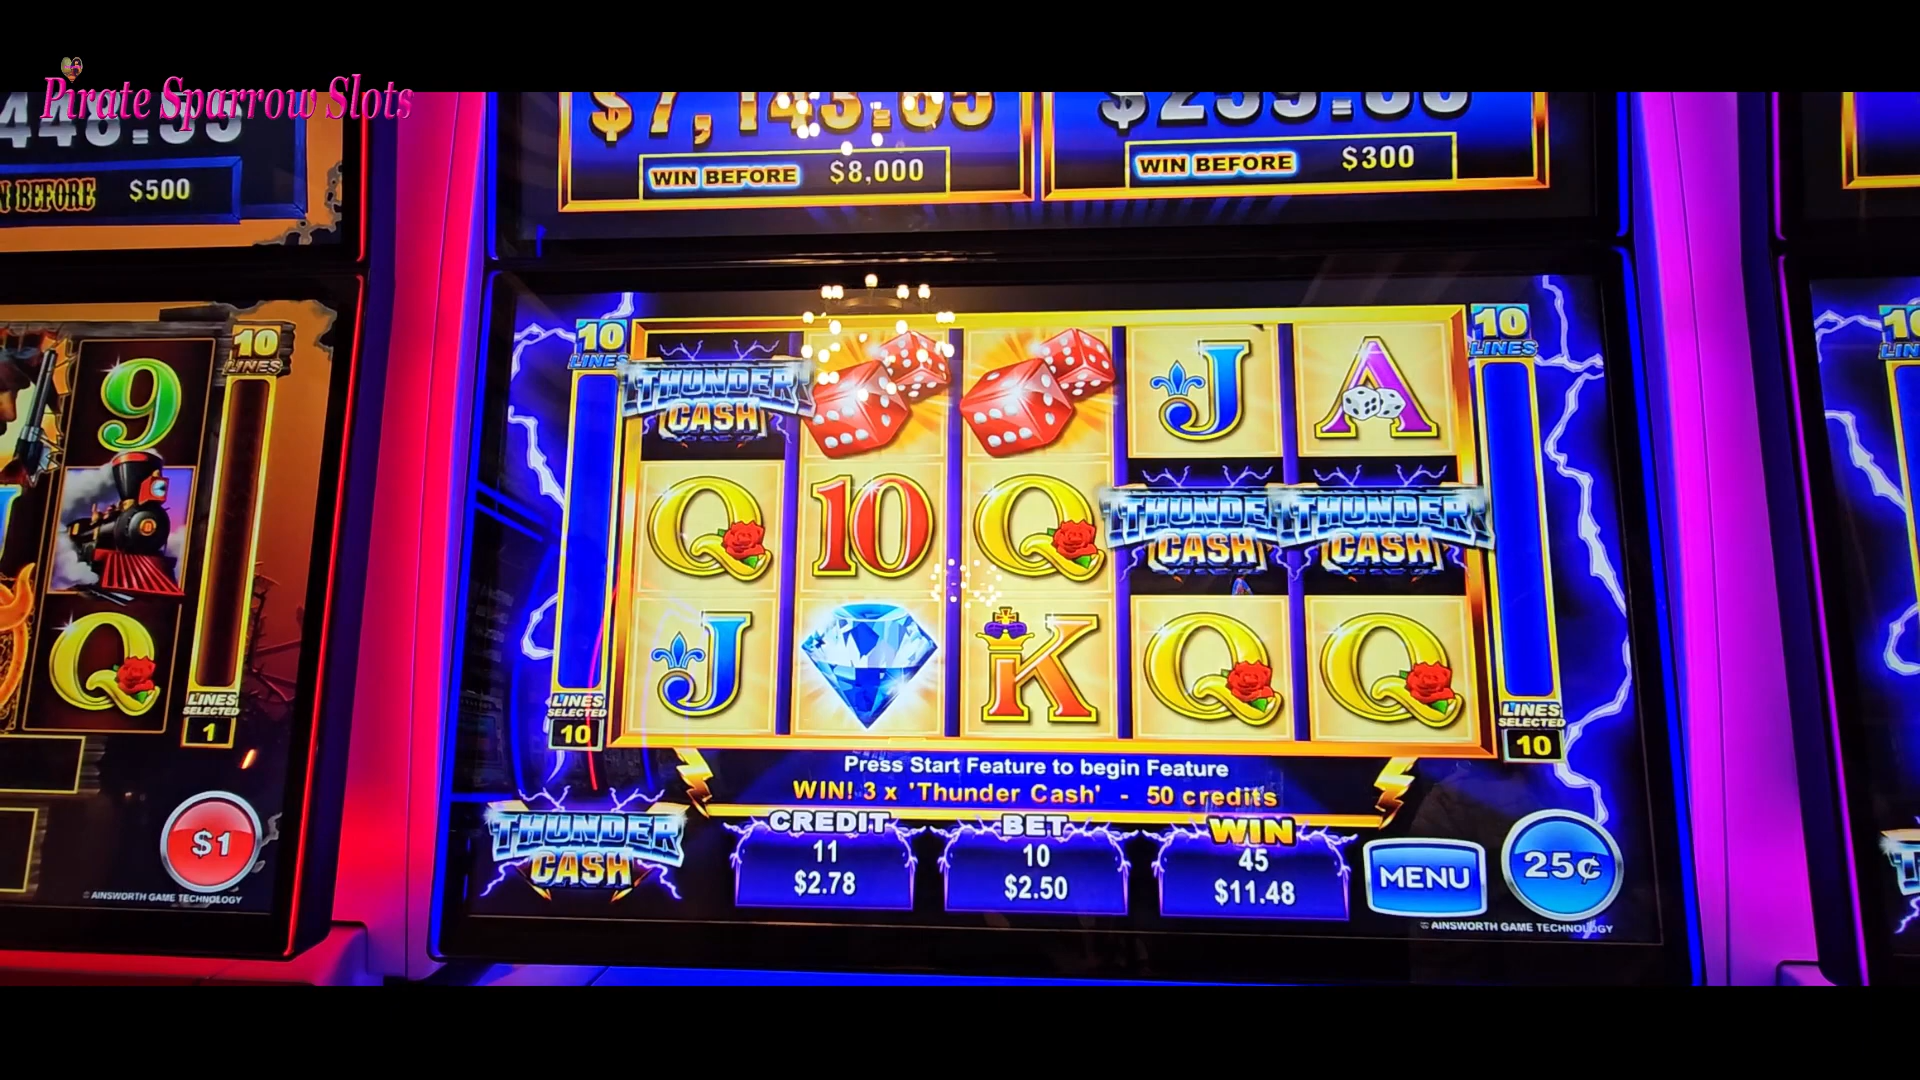 Pirate Sparrow Slots
WIN BEFORE $8,000
WIN BEFORE $300
BEFORE $500
10 LINES
9
Q
LINES SELECTED
1
$1
© AINSWORTH GAME TECHNOLOGY
10 LINES
10 LINES
THUNDER CASH
J
A
Q
10
Q
THUNDER CASH
THUNDER CASH
J
K
Q
Q
LINES SELECTED
10
LINES SELECTED
10
Press Start Feature to begin Feature
WIN! 3 x 'Thunder Cash' - 50 credits
THUNDER CASH
CREDIT
11
$2.78
BET
10
$2.50
WIN
45
$11.48
MENU
25¢
© AINSWORTH GAME TECHNOLOGY